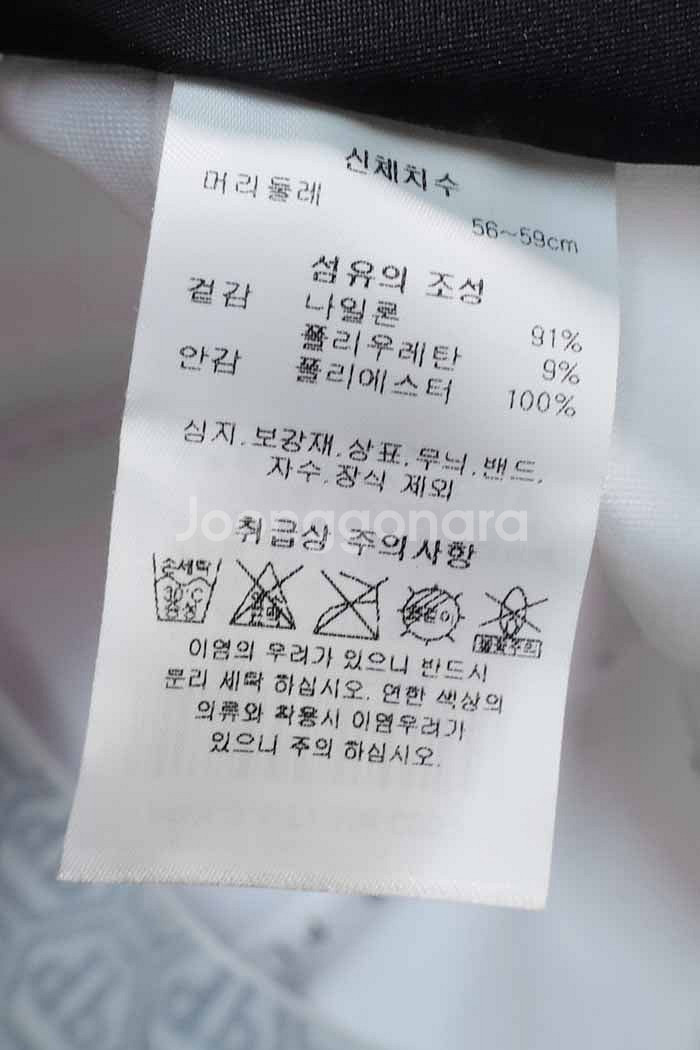 신체치수
머리둘레
56~59cm
섬유의 조성
겉감 나일론 91%
폴리우레탄 9%
안감 폴리에스터 100%
심지.보강재.상표.무늬.밴드.
자수.장식 제외
Joonggonara
취급상 주의사항
손세탁
30℃
중성
이염의 우려가 있으니 반드시
분리 세탁 하십시오. 연한 색상의
의류와 착용시 이염우려가
있으니 주의 하십시오.